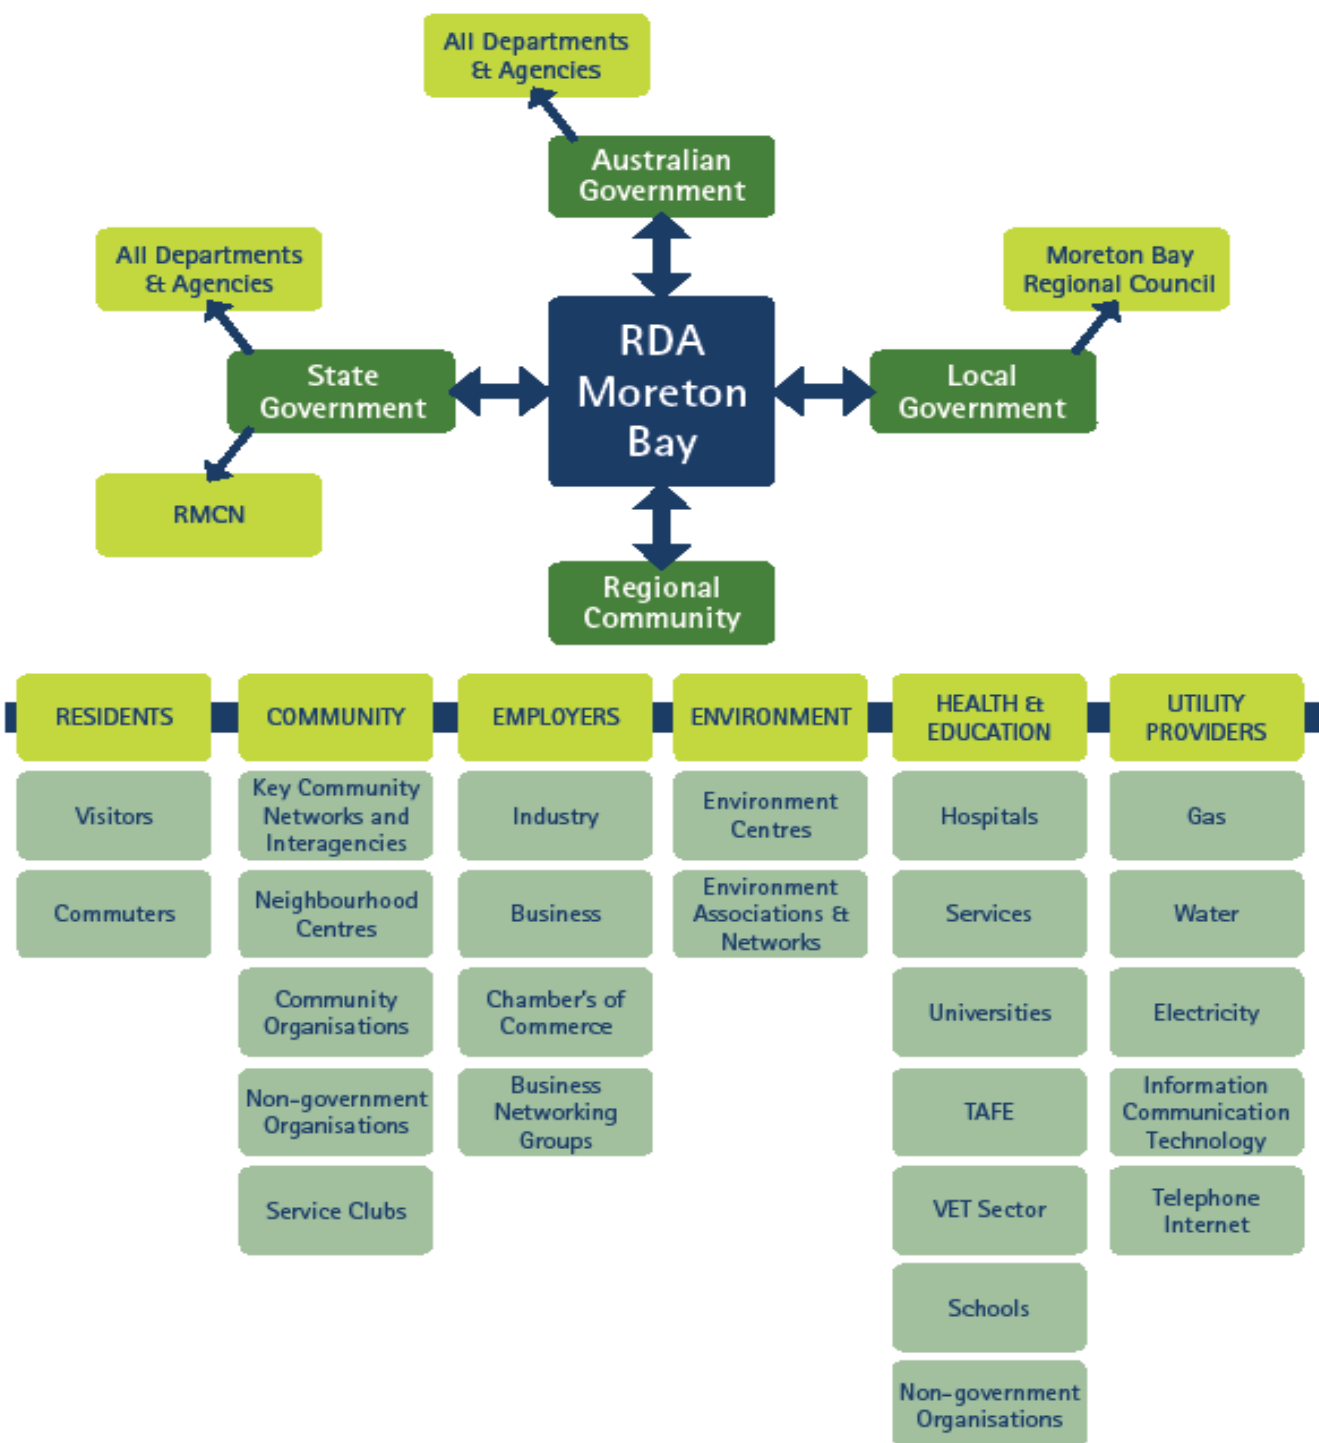 All Departments
& Agencies
Australian
Government
All Departments
& Agencies
Moreton Bay
Regional Council
State
Government
RDA
Moreton
Bay
Local
Government
RMCN
Regional
Community
RESIDENTS
Visitors
Commuters
COMMUNITY
Key Community
Networks and
Interagencies
Neighbourhood
Centres
Community
Organisations
Non-government
Organisations
Service Clubs
EMPLOYERS
Industry
Business
Chamber's of
Commerce
Business
Networking
Groups
ENVIRONMENT
Environment
Centres
Environment
Associations &
Networks
HEALTH &
EDUCATION
Hospitals
Services
Universities
TAFE
VET Sector
Schools
Non-government
Organisations
UTILITY
PROVIDERS
Gas
Water
Electricity
Information
Communication
Technology
Telephone
Internet